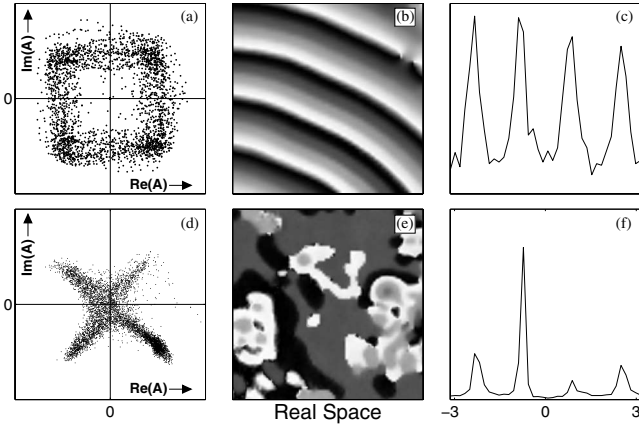 Im(A)
(a)
0
Re(A)
(b)
(c)
Im(A)
(d)
0
Re(A)
0
(e)
Real Space
(f)
−3 0 3